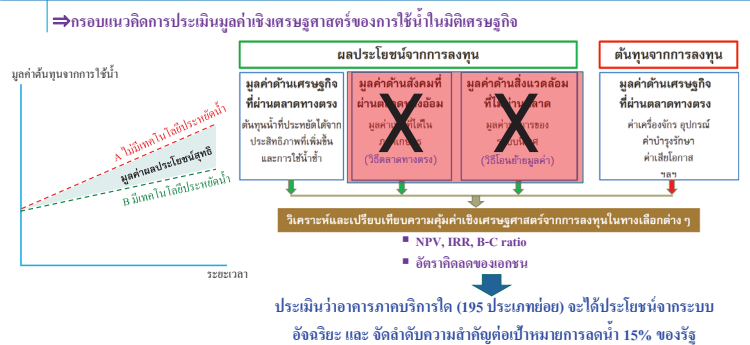 ⇒กรอบแนวคิดการประเมินมูลค่าเชิงเศรษฐศาสตร์ของการใช้น้ำในมิติเศรษฐกิจ
มูลค่าต้นทุนจากการใช้น้ำ
A ไม่มีเทคโนโลยีประหยัดน้ำ
มูลค่าผลประโยชน์สุทธิ
B มีเทคโนโลยีประหยัดน้ำ
ระยะเวลา
ผลประโยชน์จากการลงทุน
ต้นทุนจากการลงทุน
มูลค่าด้านเศรษฐกิจ
ที่ผ่านตลาดทางตรง
ต้นทุนน้ำที่ประหยัดได้จาก
ประสิทธิภาพที่เพิ่มขึ้น
และการใช้น้ำซ้ำ
มูลค่าด้านสังคมที่
ผ่านตลาดทางอ้อม
(วิธีตลาดทางตรง)
มูลค่าด้านสิ่งแวดล้อม
ที่ไม่ผ่านตลาด
(วิธีโอนย้ายมูลค่า)
มูลค่าด้านเศรษฐกิจ
ที่ผ่านตลาดทางตรง
ค่าเครื่องจักร อุปกรณ์
ค่าบำรุงรักษา
ค่าเสียโอกาส
ฯลฯ
วิเคราะห์และเปรียบเทียบความคุ้มค่าเชิงเศรษฐศาสตร์จากการลงทุนในทางเลือกต่าง ๆ
▪ NPV, IRR, B-C ratio
▪ อัตราคิดลดของเอกชน
ประเมินว่าอาคารภาคบริการใด (195 ประเภทย่อย) จะได้ประโยชน์จากระบบ
อัจฉริยะ และ จัดลำดับความสำคัญต่อเป้าหมายการลดน้ำ 15% ของรัฐ